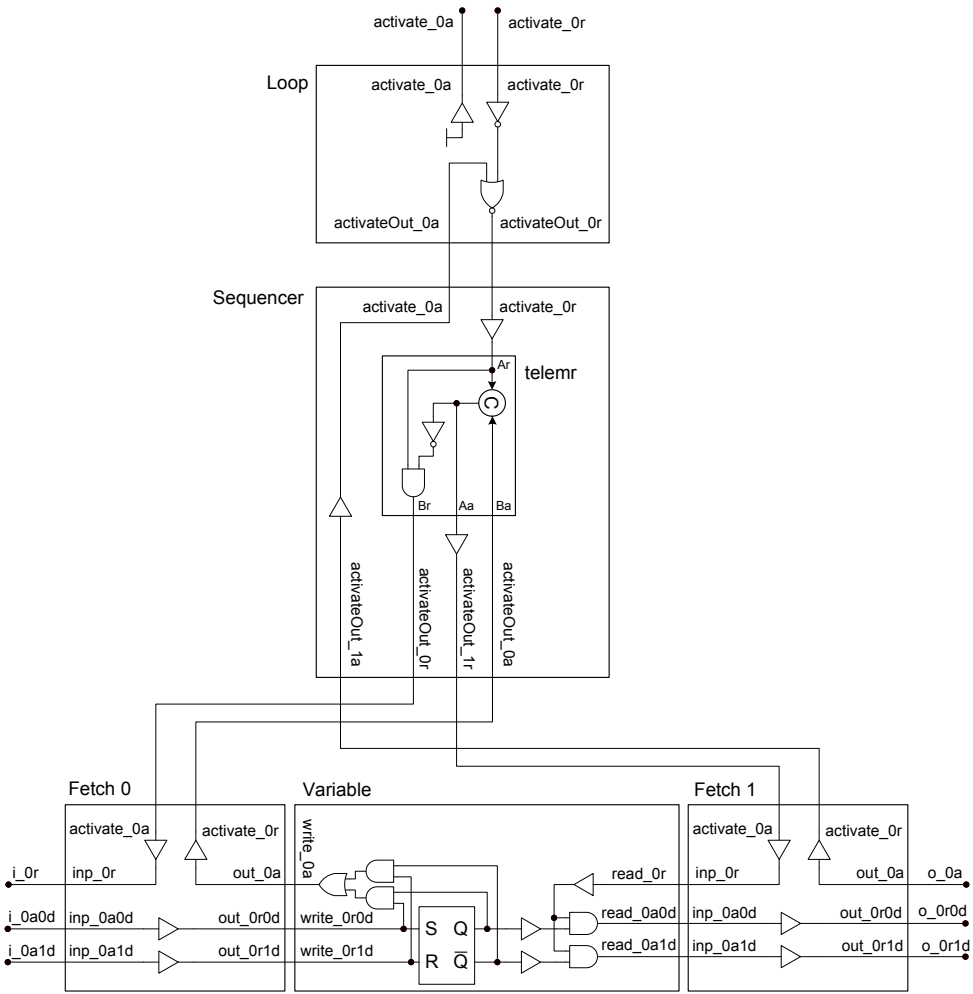 activate_0a
activate_0r
Loop
activate_0a
activate_0r
activateOut_0a
activateOut_0r
Sequencer
activate_0a
activate_0r
Ar
telemr
C
Br
Aa
Ba
activateOut_1a
activateOut_0r
activateOut_1r
activateOut_0a
Fetch 0
Variable
Fetch 1
activate_0a
activate_0r
write_0a
activate_0a
activate_0r
i_0r
inp_0r
out_0a
read_0r
inp_0r
out_0a
o_0a
i_0a0d
inp_0a0d
out_0r0d
write_0r0d
S
Q
read_0a0d
inp_0a0d
out_0r0d
o_0r0d
i_0a1d
inp_0a1d
out_0r1d
write_0r1d
R
Q̅
read_0a1d
inp_0a1d
out_0r1d
o_0r1d